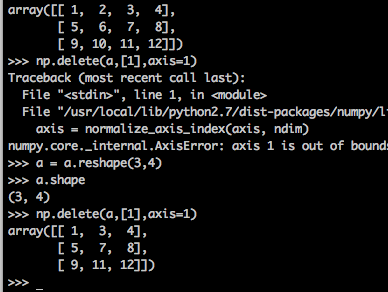 array([[ 1,  2,  3,  4],
       [ 5,  6,  7,  8],
       [ 9, 10, 11, 12]])
>>> np.delete(a,[1],axis=1)
Traceback (most recent call last):
  File "<stdin>", line 1, in <module>
  File "/usr/local/lib/python2.7/dist-packages/numpy/li
    axis = normalize_axis_index(axis, ndim)
numpy.core._internal.AxisError: axis 1 is out of bounds
>>> a = a.reshape(3,4)
>>> a.shape
(3, 4)
>>> np.delete(a,[1],axis=1)
array([[ 1,  3,  4],
       [ 5,  7,  8],
       [ 9, 11, 12]])
>>> _